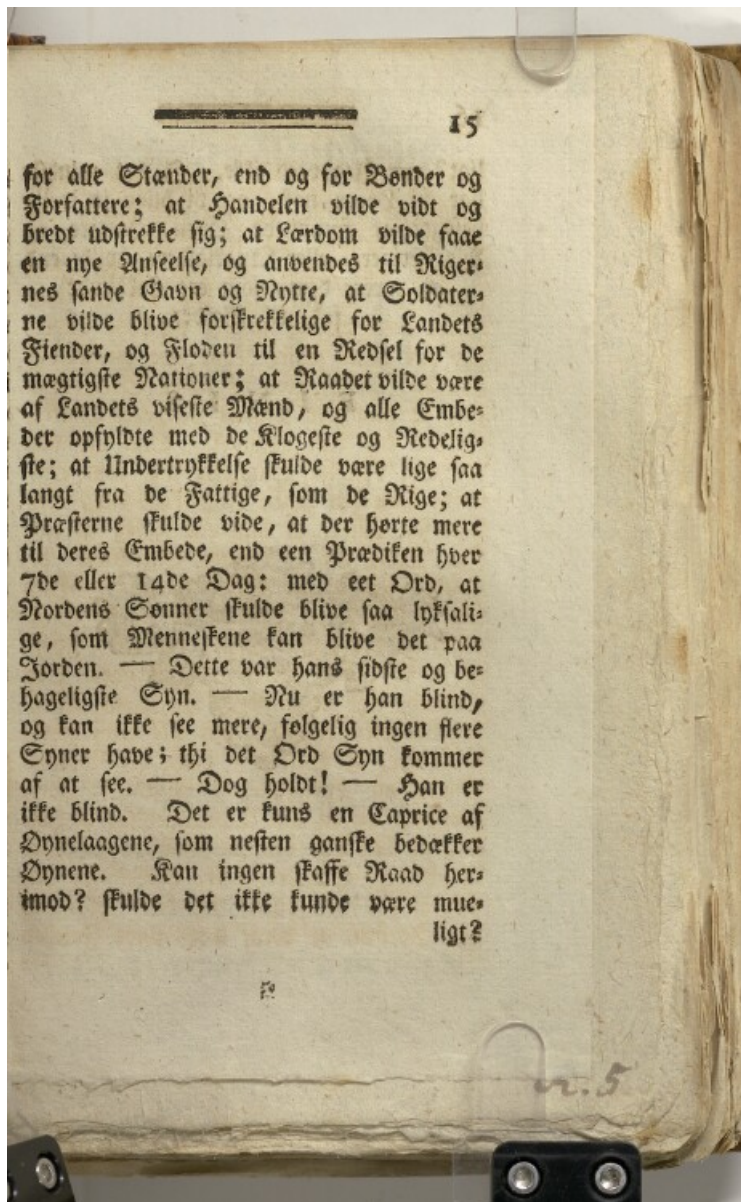 15
for alle Stænder, end og for Bønder og
Forfattere; at Handelen vilde vidt og
bredt udstrekke sig; at Lærdom vilde faae
en nye Anseelse, og anvendes til Riger-
nes sande Gavn og Nytte, at Soldater-
ne vilde blive forskrekkelige for Landets
Fiender, og Floden til en Redsel for de
mægtigste Nationer; at Raadet vilde være
af Landets viseste Mænd, og alle Embe-
der opfyldte med de Klogeste og Redelig-
ste; at Undertrykkelse skulde være lige saa
langt fra de Fattige, som de Rige; at
Præsterne skulde vide, at der hørte mere
til deres Embede, end een Prædiken hver
7de eller 14de Dag: med eet Ord, at
Nordens Sønner skulde blive saa lyksali-
ge, som Menneskene kan blive det paa
Jorden. — Dette var hans sidste og be-
hageligste Syn. — Nu er han blind,
og kan ikke see mere, følgelig ingen flere
Syner have; thi det Ord Syn kommer
af at see. — Dog holdt! — Han er
ikke blind. Det er kuns en Caprice af
Øynelaagene, som nesten ganske bedækker
Øynene. Kan ingen skaffe Raad her-
imod? skulde det ikke kunde være mue-
ligt?
nr. 5